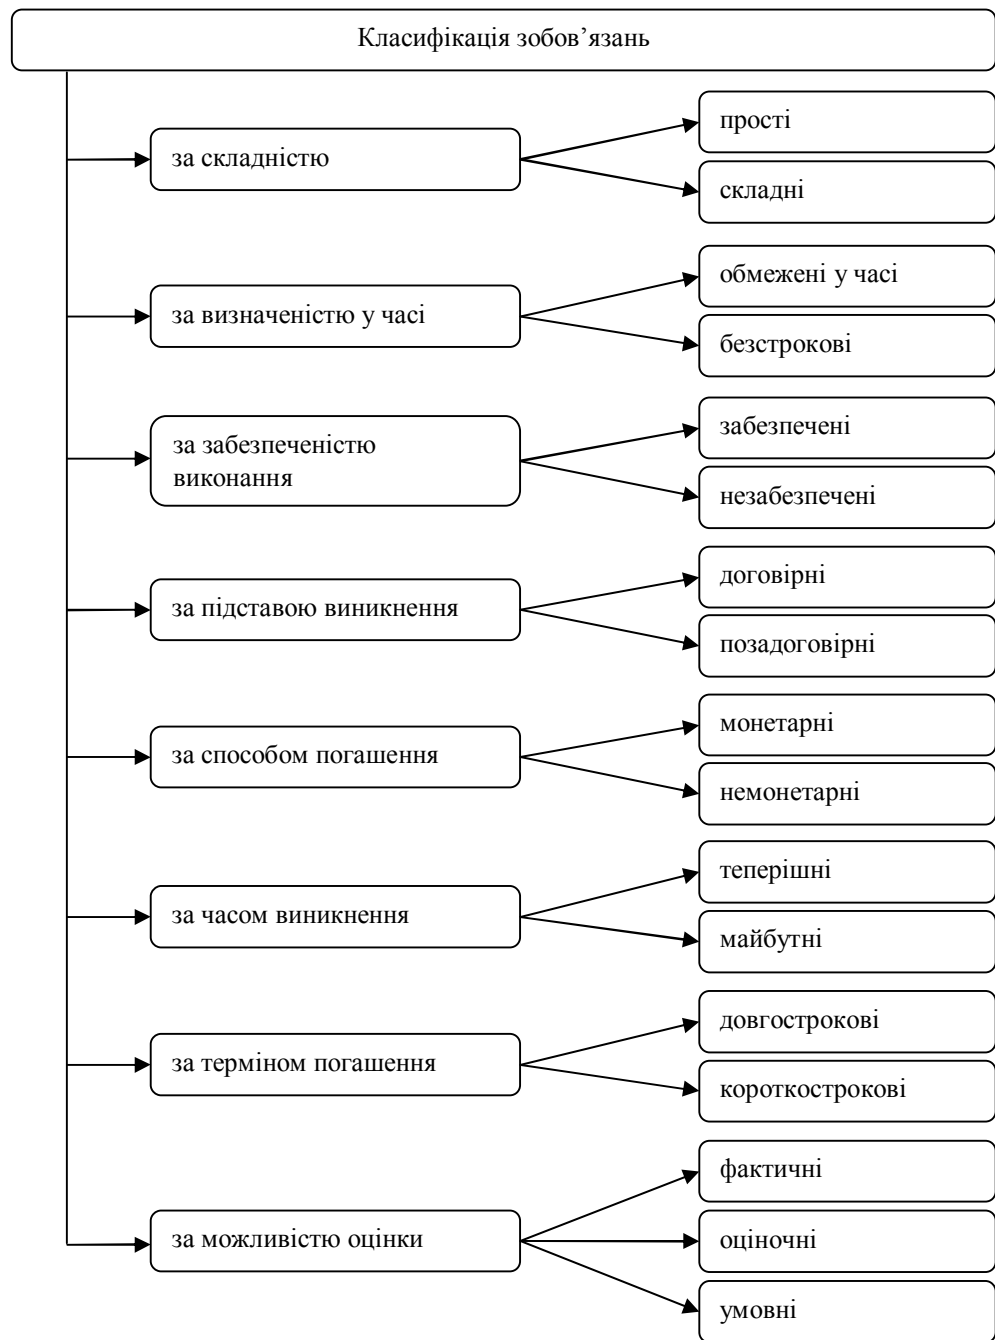 Класифікація зобов’язань
за складністю
прості
складні
за визначеністю у часі
обмежені у часі
безстрокові
за забезпеченістю
виконання
забезпечені
незабезпечені
за підставою виникнення
договірні
позадоговірні
за способом погашення
монетарні
немонетарні
за часом виникнення
теперішні
майбутні
за терміном погашення
довгострокові
короткострокові
за можливістю оцінки
фактичні
оціночні
умовні